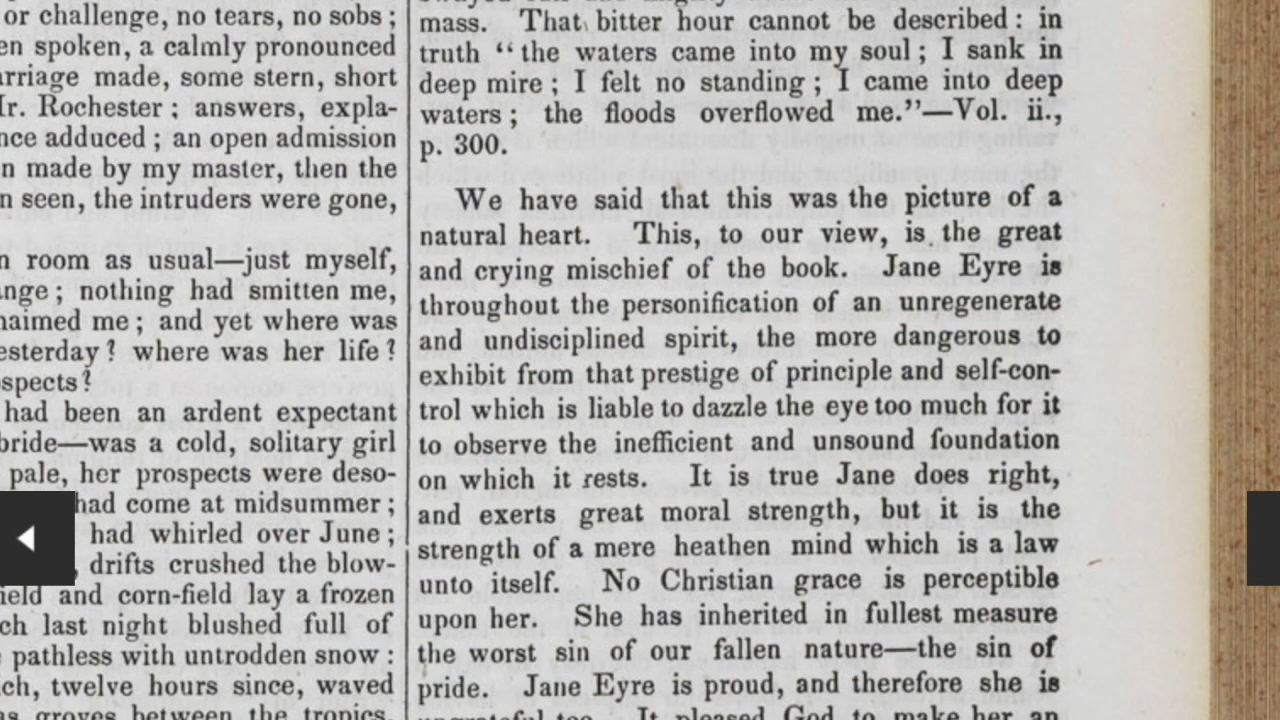 or challenge, no tears, no sobs ;
spoken, a calmly pronounced
made, some stern, short
Rochester : answers, expla-
adduced ; an open admission
made by my master, then the
seen, the intruders were gone,
room as usual—just myself,
nothing had smitten me,
me ; and yet where was
where was her life ?
had been an ardent expectant
bride—was a cold, solitary girl
pale, her prospects were deso-
had come at midsummer ;
had whirled over June ;
drifts crushed the blow-
and corn-field lay a frozen
last night blushed full of
pathless with untrodden snow :
twelve hours since, waved
groves between the tropics,
mass. That bitter hour cannot be described : in
truth “ the waters came into my soul ; I sank in
deep mire ; I felt no standing ; I came into deep
waters ; the floods overflowed me.”—Vol. ii.,
p. 300.
We have said that this was the picture of a
natural heart. This, to our view, is the great
and crying mischief of the book. Jane Eyre is
throughout the personification of an unregenerate
and undisciplined spirit, the more dangerous to
exhibit from that prestige of principle and self-con-
trol which is liable to dazzle the eye too much for it
to observe the inefficient and unsound foundation
on which it rests. It is true Jane does right,
and exerts great moral strength, but it is the
strength of a mere heathen mind which is a law
unto itself. No Christian grace is perceptible
upon her. She has inherited in fullest measure
the worst sin of our fallen nature—the sin of
pride. Jane Eyre is proud, and therefore she is
ungrateful too. It pleased God to make her an